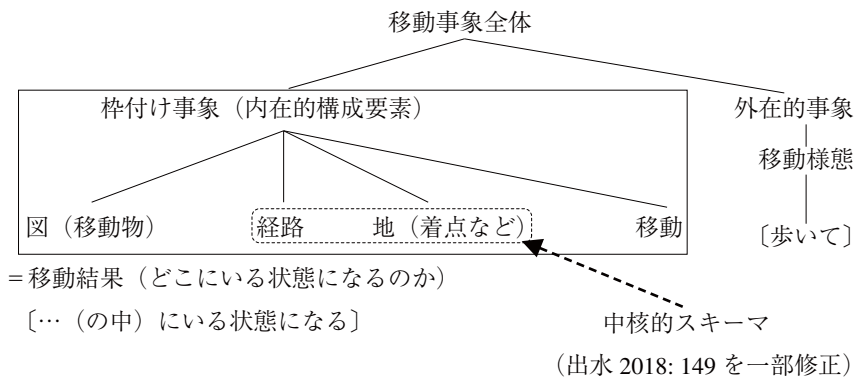 移動事象全体
枠付け事象（内在的構成要素）
外在的事象
移動様態
図（移動物）
経路
地（着点など）
移動
〔歩いて〕
＝移動結果（どこにいる状態になるのか）
〔…（の中）にいる状態になる〕
中核的スキーマ
（出水 2018: 149 を一部修正）